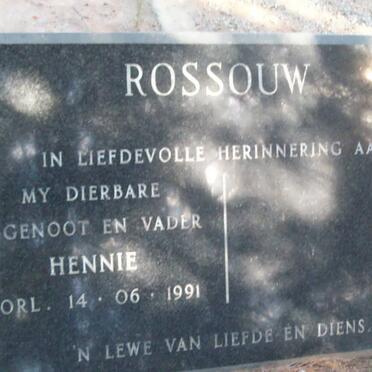 ROSSOUW
IN LIEFDEVOLLE HERINNERING AA
MY DIERBARE
GENOOT EN VADER
HENNIE
ORL. 14 · 06 · 1991
'N LEWE VAN LIEFDE EN DIENS.